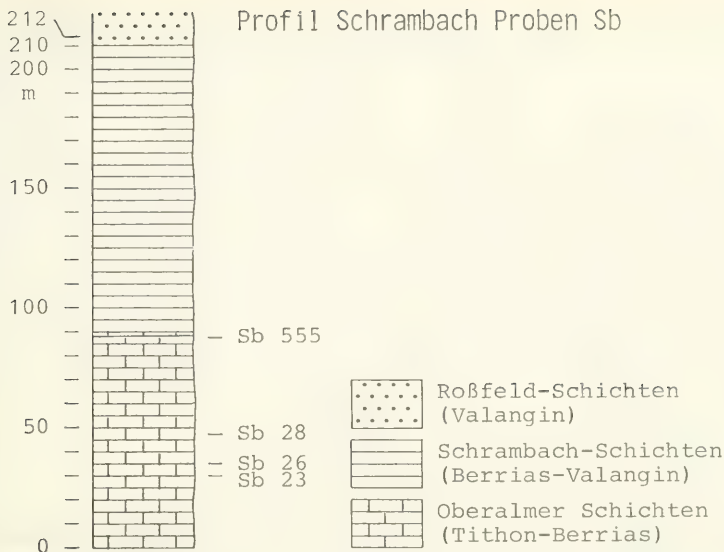 Profil Schrambach Proben Sb
212
210
200
m
150
100
50
0
Sb 555
Sb 28
Sb 26
Sb 23
Roßfeld-Schichten
(Valangin)
Schrambach-Schichten
(Berrias-Valangin)
Oberalmer Schichten
(Tithon-Berrias)